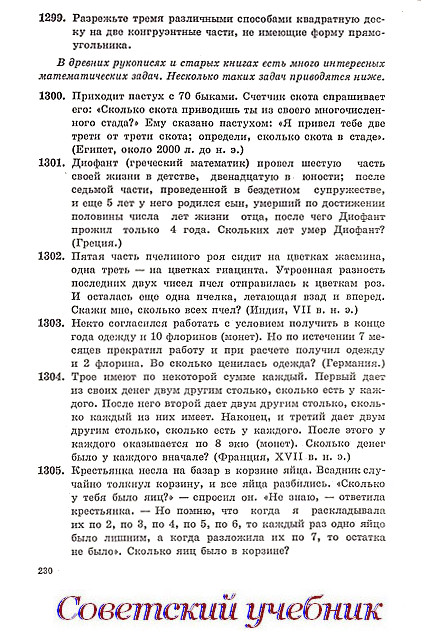 1299. Разрежьте тремя различными способами квадратную дос-
ку на две конгруэнтные части, не имеющие форму прямо-
угольника.
В древних рукописях и старых книгах есть много интересных
математических задач. Несколько таких задач приводятся ниже.
1300. Приходит пастух с 70 быками. Счетчик скота спрашивает
его: «Сколько скота приводишь ты из своего многочислен-
ного стада?» Ему сказано пастухом: «Я привел тебе две
трети от трети скота; определи, сколько скота в стаде».
(Египет, около 2000 л. до н. э.)
1301. Диофант (греческий математик) провел шестую часть
своей жизни в детстве, двенадцатую в юности; после
седьмой части, проведенной в бездетном супружестве,
и еще 5 лет у него родился сын, умерший по достижении
половины числа лет жизни отца, после чего Диофант
прожил только 4 года. Скольких лет умер Диофант?
(Греция.)
1302. Пятая часть пчелиного роя сидит на цветках жасмина,
одна треть — на цветках гиацинта. Утроенная разность
последних двух чисел пчел отправилась к цветкам роз.
И осталась еще одна пчелка, летающая взад и вперед.
Скажи мне, сколько всех пчел? (Индия, VII в. н. э.)
1303. Некто согласился работать с условием получить в конце
года одежду и 10 флоринов (монет). Но по истечении 7 ме-
сяцев прекратил работу и при расчете получил одежду
и 2 флорина. Во сколько ценилась одежда? (Германия.)
1304. Трое имеют по некоторой сумме каждый. Первый дает
из своих денег двум другим столько, сколько есть у каж-
дого. После него второй дает двум другим столько, сколь-
ко каждый из них имеет. Наконец, и третий дает двум
другим столько, сколько есть у каждого. После этого у
каждого оказывается по 8 экю (монет). Сколько денег
было у каждого вначале? (Франция, XVII в. н. э.)
1305. Крестьянка несла на базар в корзине яйца. Всадник слу-
чайно толкнул корзину, и все яйца разбились. «Сколько
у тебя было яиц?» — спросил он. «Не знаю, — ответила
крестьянка. — Но помню, что когда я раскладывала
их по 2, по 3, по 4, по 5, по 6, то каждый раз одно яйцо
было лишним, а когда разложила их по 7, то остатка
не было». Сколько яиц было в корзине?
230
Советский учебник